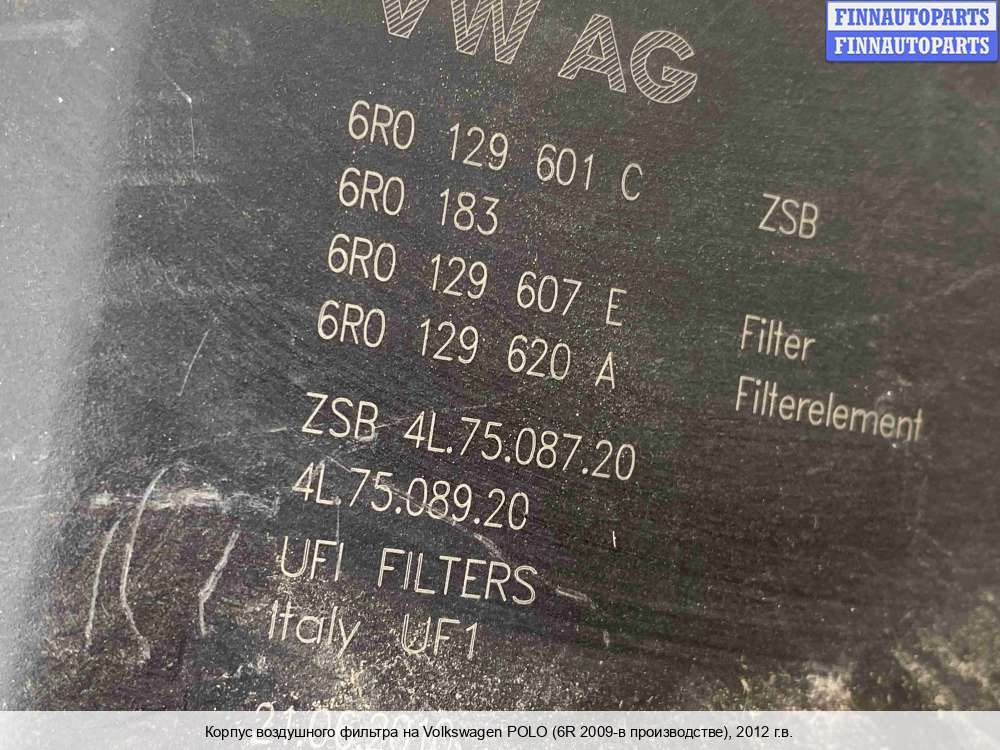 FINNAUTOPARTS
FINNAUTOPARTS
VW AG
6R0 129 601 C ZSB
6R0 183
6R0 129 607 E Filter
6R0 129 620 A Filterelement
ZSB 4L.75.087.20
4L.75.089.20
UFI FILTERS
Italy UF1
Корпус воздушного фильтра на Volkswagen POLO (6R 2009-в производстве), 2012 г.в.